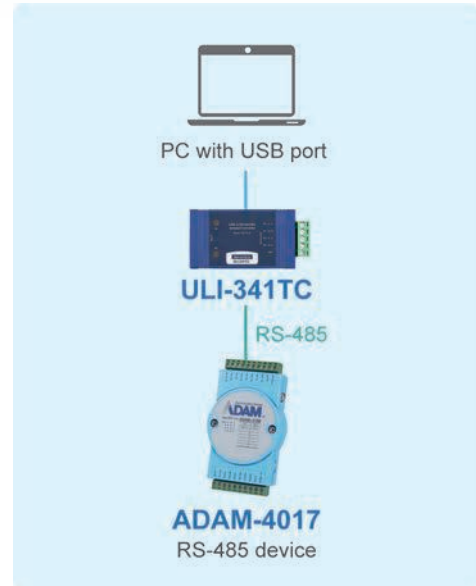 PC with USB port
ULI-341TC
RS-485
ADAM
ADAM-4017
RS-485 device